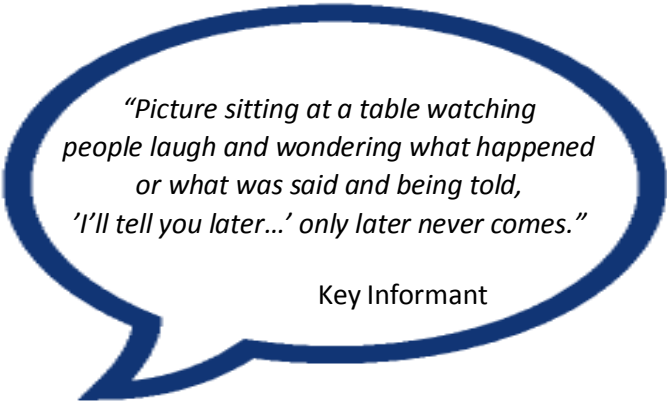 “Picture sitting at a table watching
people laugh and wondering what happened
or what was said and being told,
’I’ll tell you later…’ only later never comes.”
Key Informant